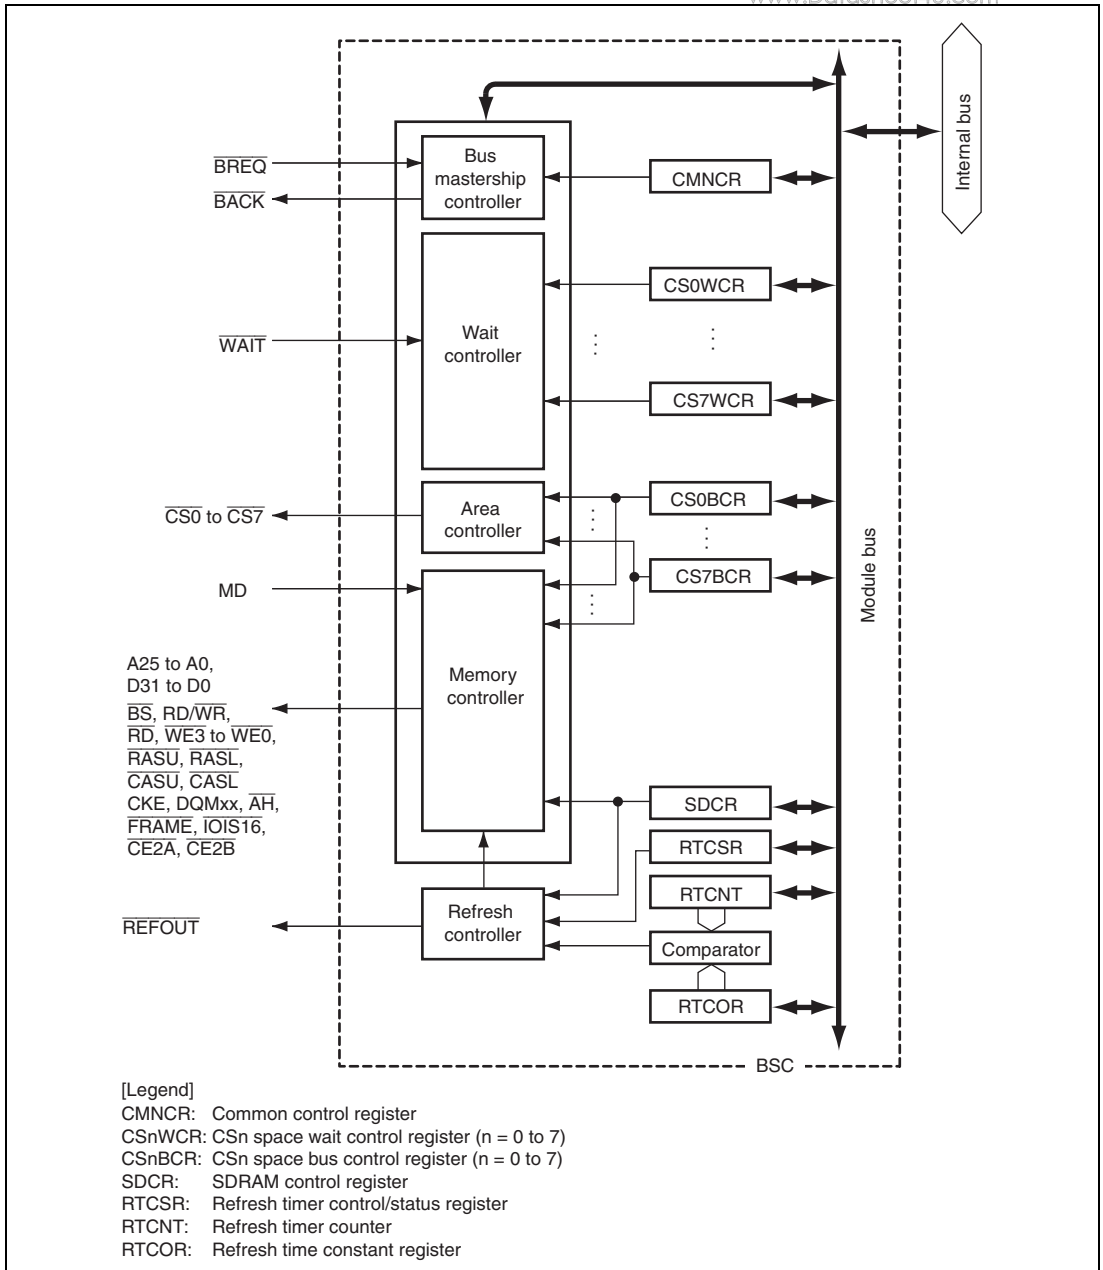 BREQ
BACK
Bus
mastership
controller
CMNCR
Internal bus
CS0WCR
WAIT
Wait
controller
CS7WCR
CS0 to CS7
Area
controller
CS0BCR
CS7BCR
MD
Module bus
A25 to A0,
D31 to D0
BS, RD/WR,
RD, WE3 to WE0,
RASU, RASL,
CASU, CASL
CKE, DQMxx, AH,
FRAME, IOIS16,
CE2A, CE2B
Memory
controller
SDCR
RTCSR
RTCNT
Comparator
RTCOR
REFOUT
Refresh
controller
BSC
[Legend]
CMNCR: Common control register
CSnWCR: CSn space wait control register (n = 0 to 7)
CSnBCR: CSn space bus control register (n = 0 to 7)
SDCR: SDRAM control register
RTCSR: Refresh timer control/status register
RTCNT: Refresh timer counter
RTCOR: Refresh time constant register